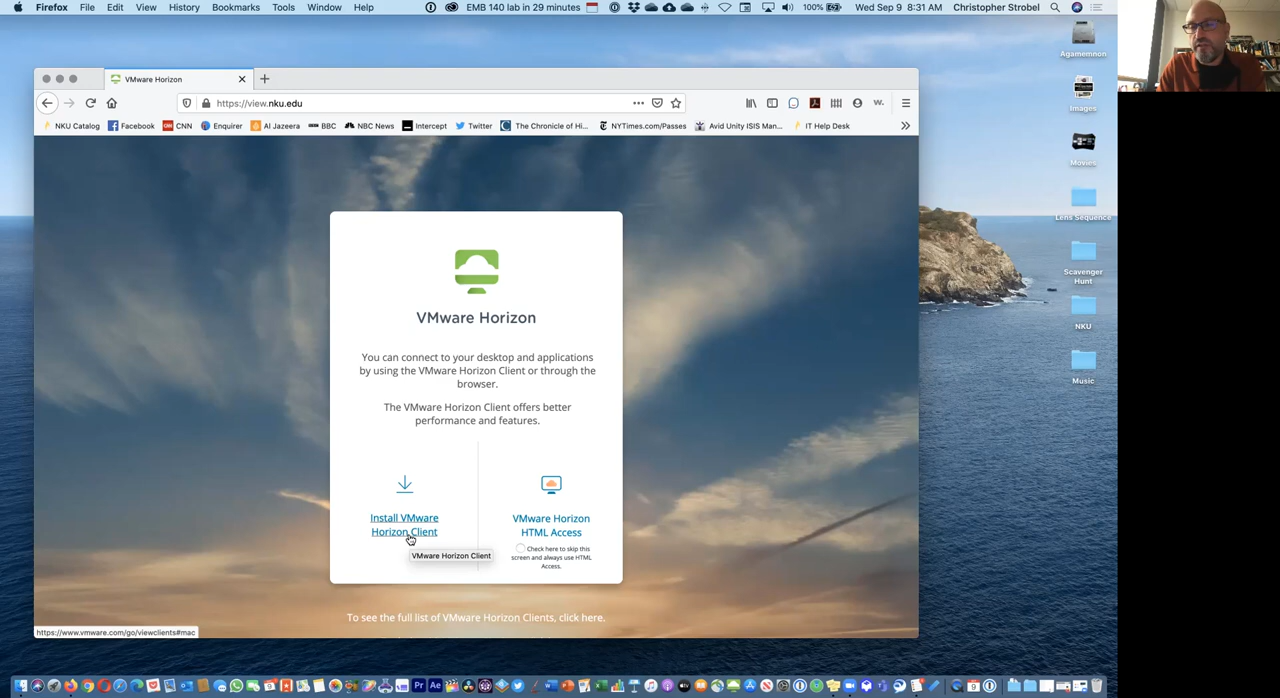 Firefox File Edit View History Bookmarks Tools Window Help EMB 140 lab in 29 minutes 100% Wed Sep 9 8:31 AM Christopher Strobel
Agamemnon
VMware Horizon
https://view.nku.edu
NKU Catalog Facebook CNN Enquirer Al Jazeera BBC NBC News Intercept Twitter The Chronicle of Hi... NYTimes.com/Passes Avid Unity ISIS Man... IT Help Desk
Images
Movies
Lens Sequence
Scavenger
Hunt
NKU
Music
VMware Horizon
You can connect to your desktop and applications
by using the VMware Horizon Client or through the
browser.
The VMware Horizon Client offers better
performance and features.
Install VMware
Horizon Client
VMware Horizon Client
VMware Horizon
HTML Access
Check here to skip this
screen and always use HTML
Access.
To see the full list of VMware Horizon Clients, click here.
https://www.vmware.com/go/viewclients#mac